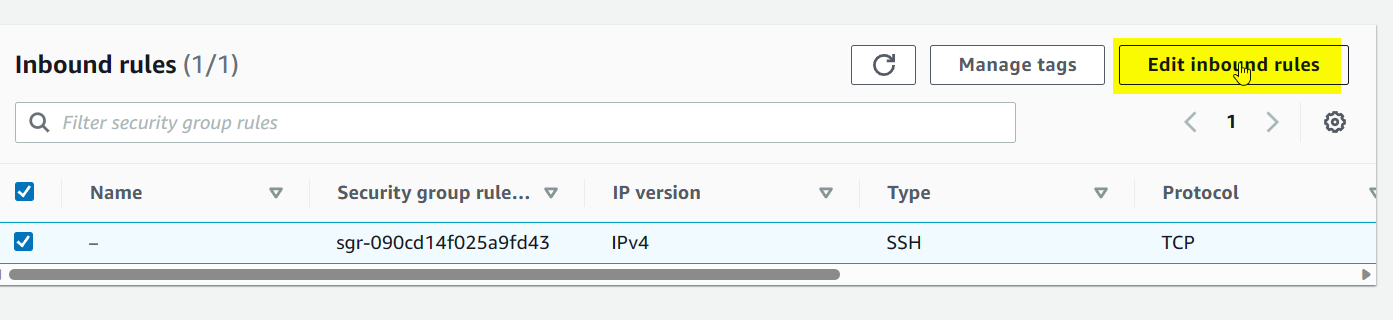 Inbound rules (1/1)
Manage tags
Edit inbound rules
Filter security group rules
1
Name Security group rule... IP version Type Protocol
– sgr-090cd14f025a9fd43 IPv4 SSH TCP